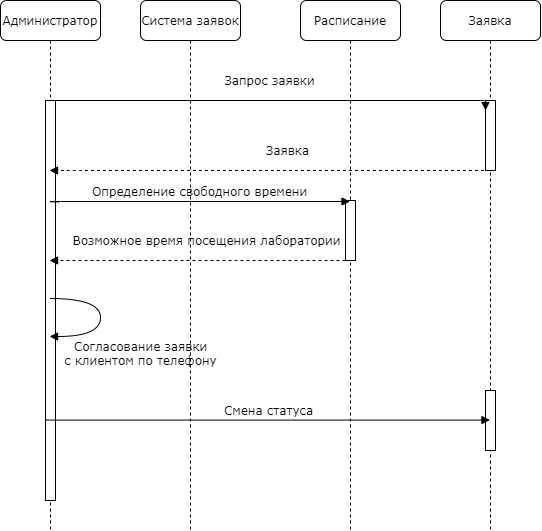 Администратор
Система заявок
Расписание
Заявка
Запрос заявки
Заявка
Определение свободного времени
Возможное время посещения лаборатории
Согласование заявки
с клиентом по телефону
Смена статуса